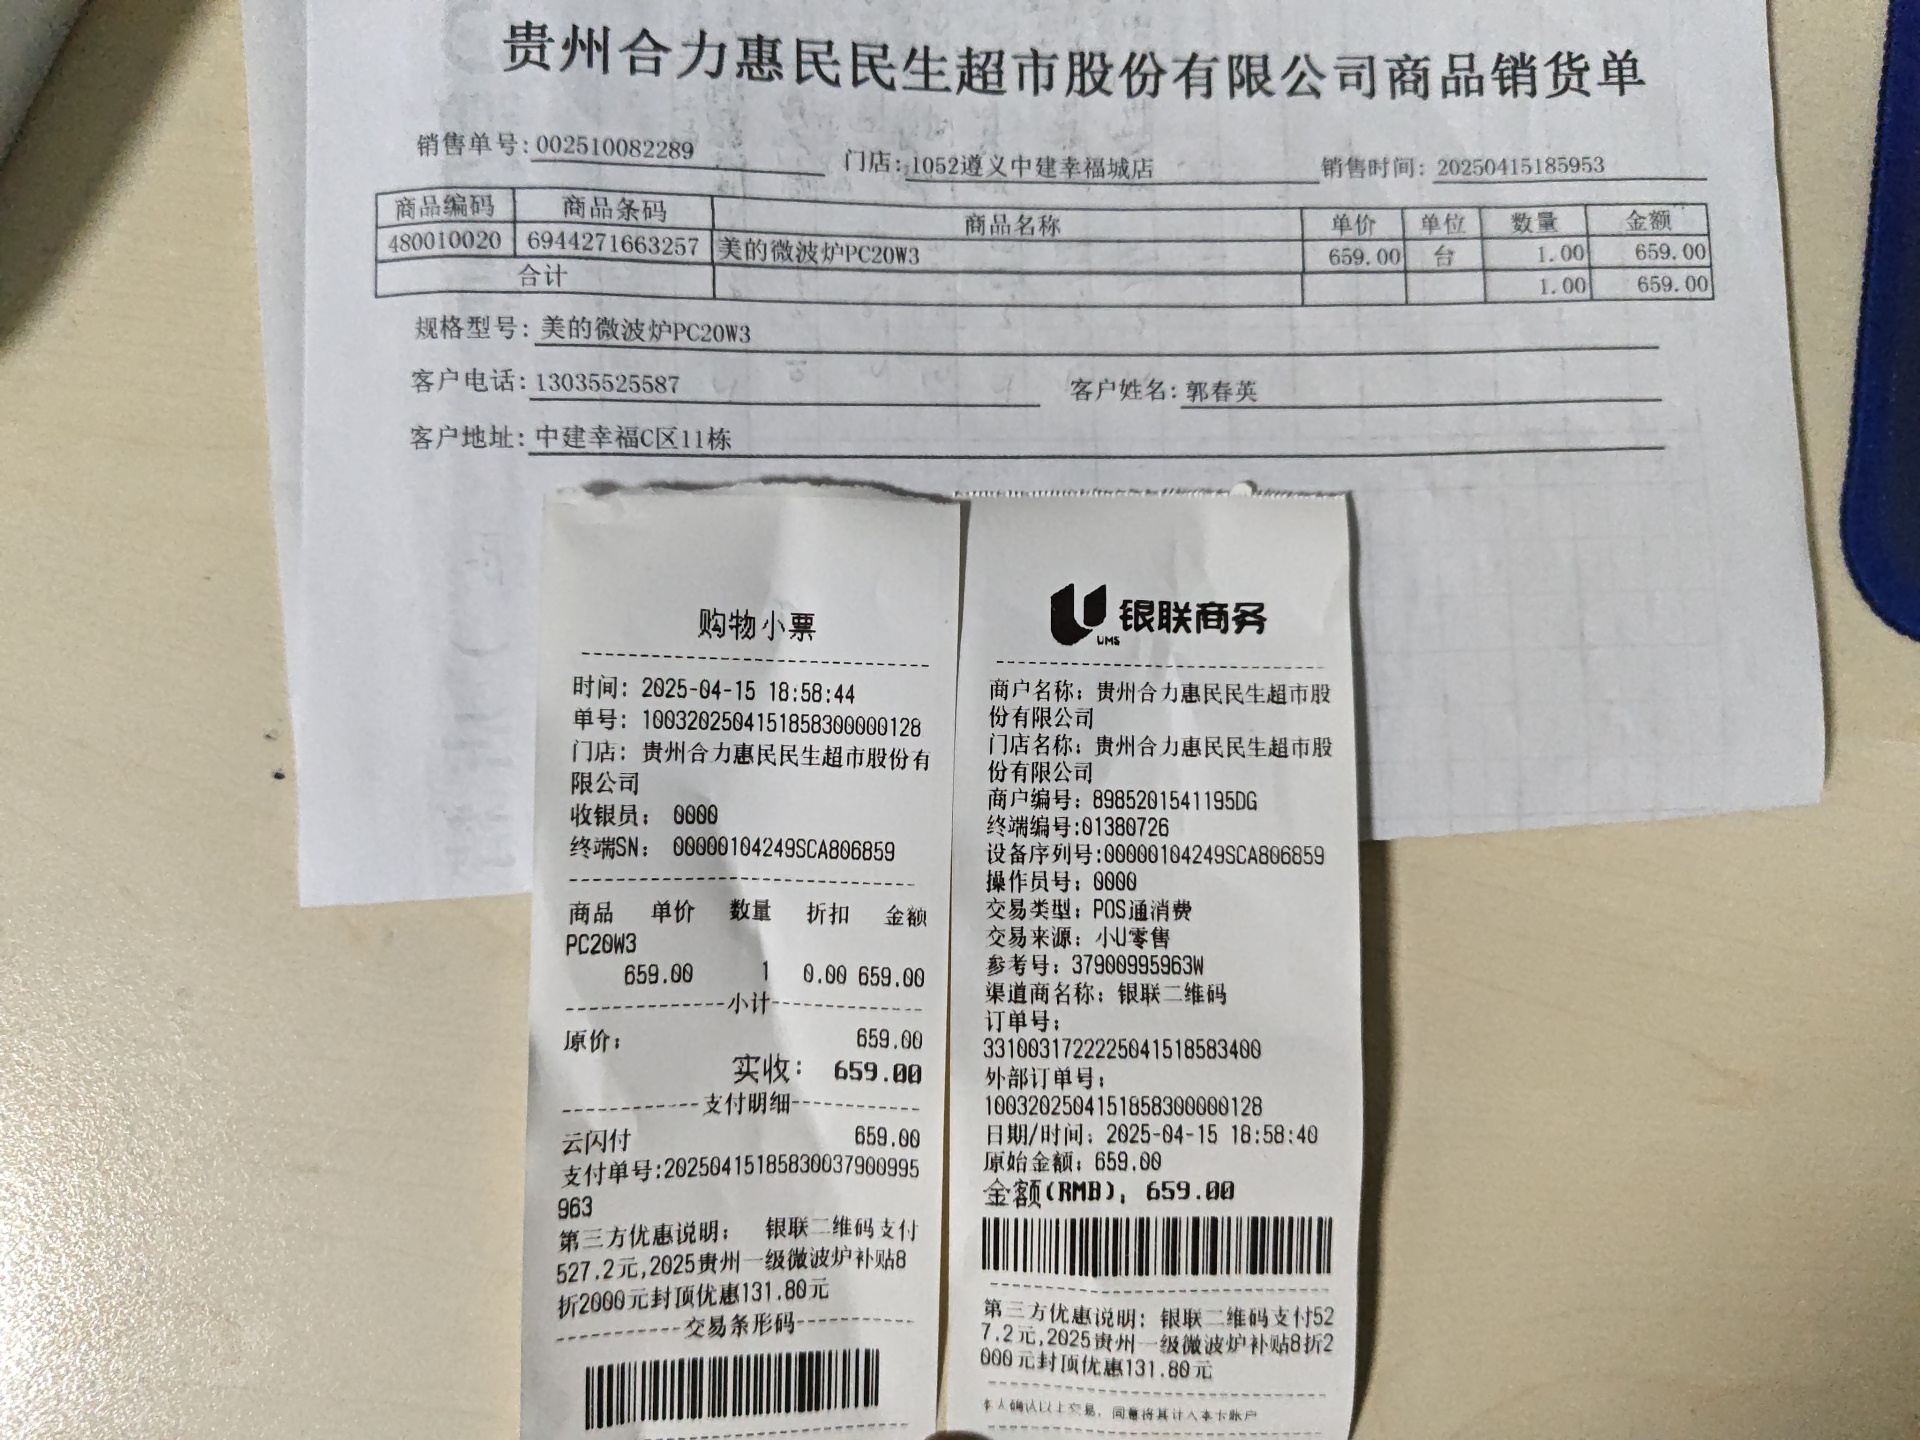 贵州合力惠民民生超市股份有限公司商品销货单
销售单号:002510082289 门店:1052遵义中建幸福城店 销售时间:20250415185953
商品编码 商品条码 商品名称 单价 单位 数量 金额
480010020 6944271663257 美的微波炉PC20W3 659.00 台 1.00 659.00
合计 1.00 659.00
规格型号:美的微波炉PC20W3
客户电话:13035525587 客户姓名:郭春英
客户地址:中建幸福C区11栋
购物小票
时间: 2025-04-15 18:58:44
单号: 1003202504151858300000128
门店: 贵州合力惠民民生超市股份有
限公司
收银员: 0000
终端SN: 00000104249SCA806859
商品 单价 数量 折扣 金额
PC20W3
659.00 1 0.00 659.00
小计
原价: 659.00
实收: 659.00
支付明细
云闪付 659.00
支付单号:20250415185830037900995
963
第三方优惠说明: 银联二维码支付
527.2元,2025贵州一级微波炉补贴8
折2000元封顶优惠131.80元
交易条形码
银联商务
UMS
商户名称: 贵州合力惠民民生超市股
份有限公司
门店名称: 贵州合力惠民民生超市股
份有限公司
商户编号: 8985201541195DG
终端编号:01380726
设备序列号:00000104249SCA806859
操作员号: 0000
交易类型: POS通消费
交易来源: 小U零售
参考号: 37900995963W
渠道商名称: 银联二维码
订单号:
3310031722225041518583400
外部订单号:
1003202504151858300000128
日期/时间: 2025-04-15 18:58:40
原始金额: 659.00
金额(RMB): 659.00
第三方优惠说明: 银联二维码支付52
7.2元,2025贵州一级微波炉补贴8折2
000元封顶优惠131.80元
本人确认以上交易, 同意将其计入本卡账户